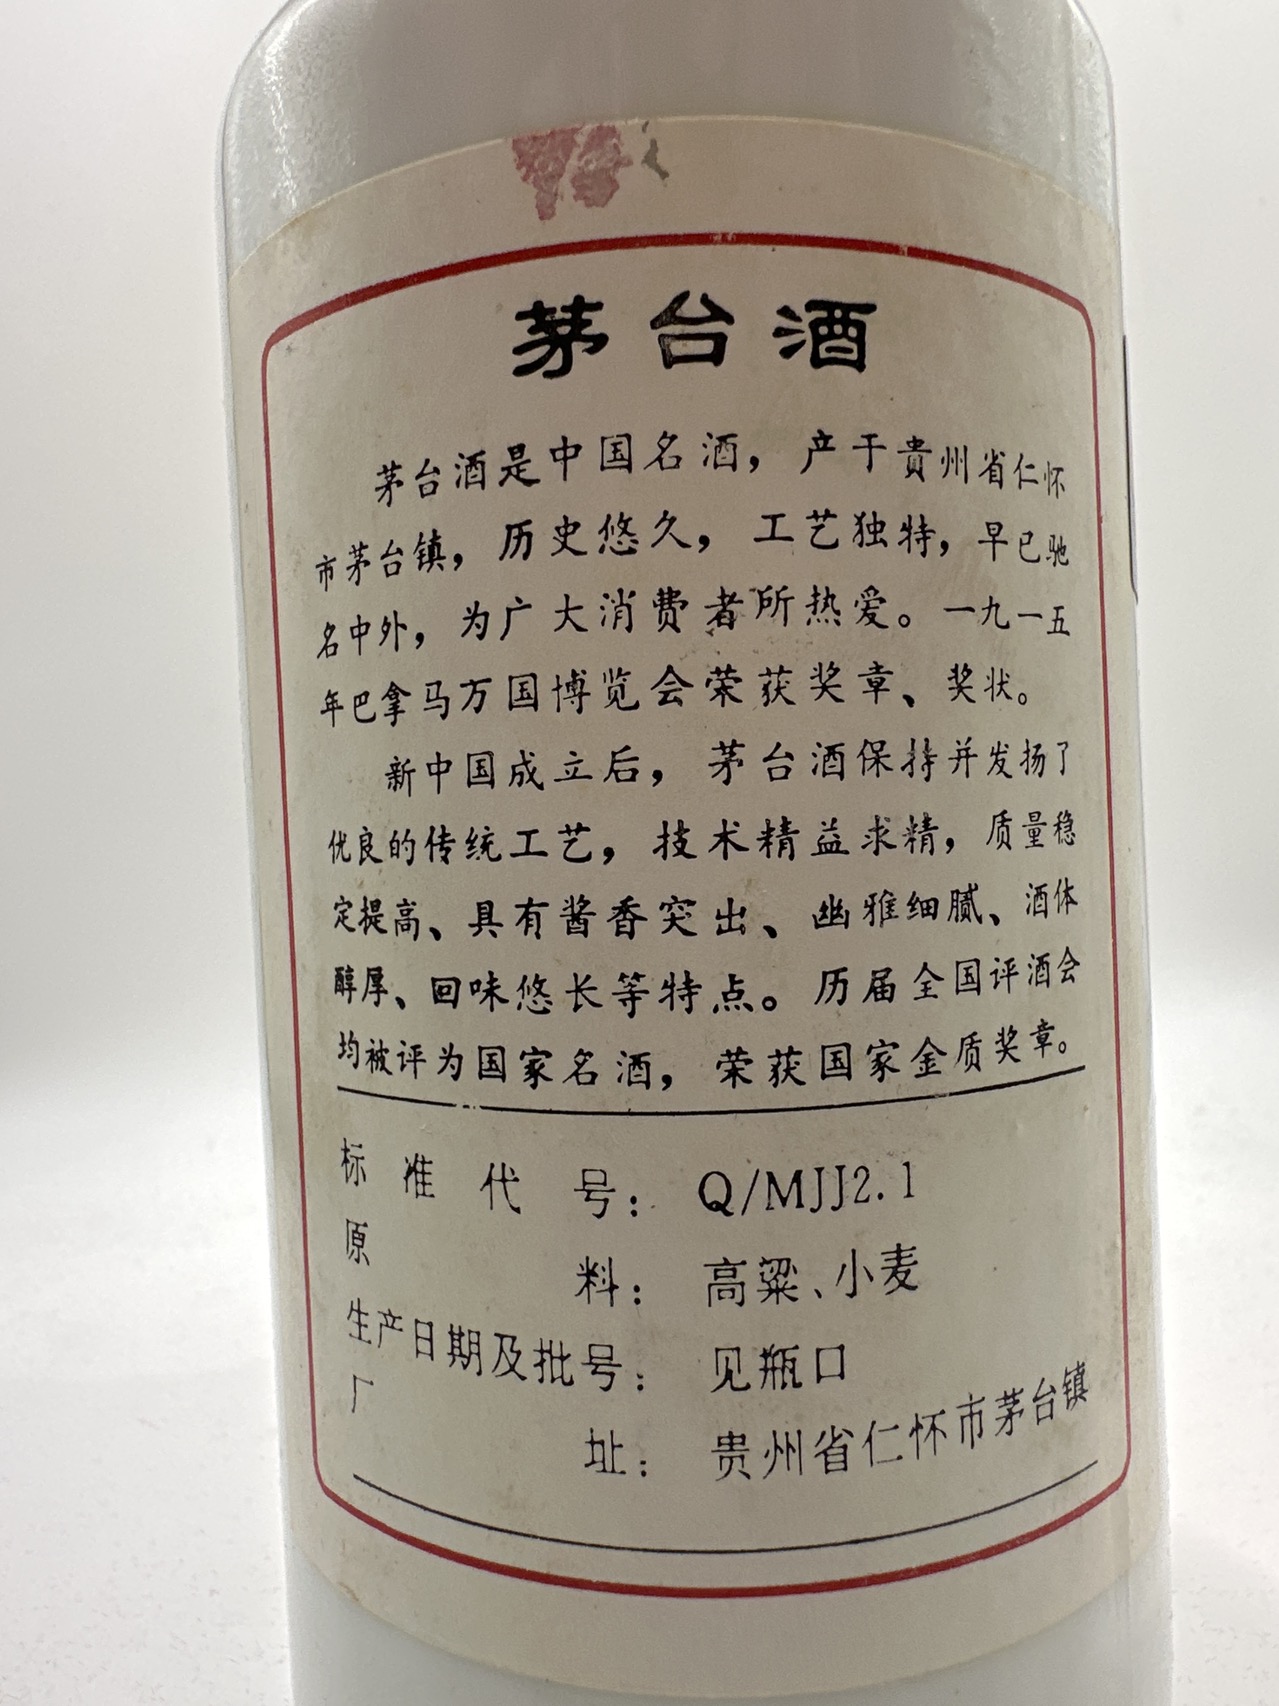 茅台酒
茅台酒是中国名酒，产于贵州省仁怀
市茅台镇，历史悠久，工艺独特，早已驰
名中外，为广大消费者所热爱。一九一五
年巴拿马万国博览会荣获奖章、奖状。
新中国成立后，茅台酒保持并发扬了
优良的传统工艺，技术精益求精，质量稳
定提高、具有酱香突出、幽雅细腻、酒体
醇厚、回味悠长等特点。历届全国评酒会
均被评为国家名酒，荣获国家金质奖章。
标准代号：Q/MJJ2.1
原料：高粱、小麦
生产日期及批号：见瓶口
厂址：贵州省仁怀市茅台镇